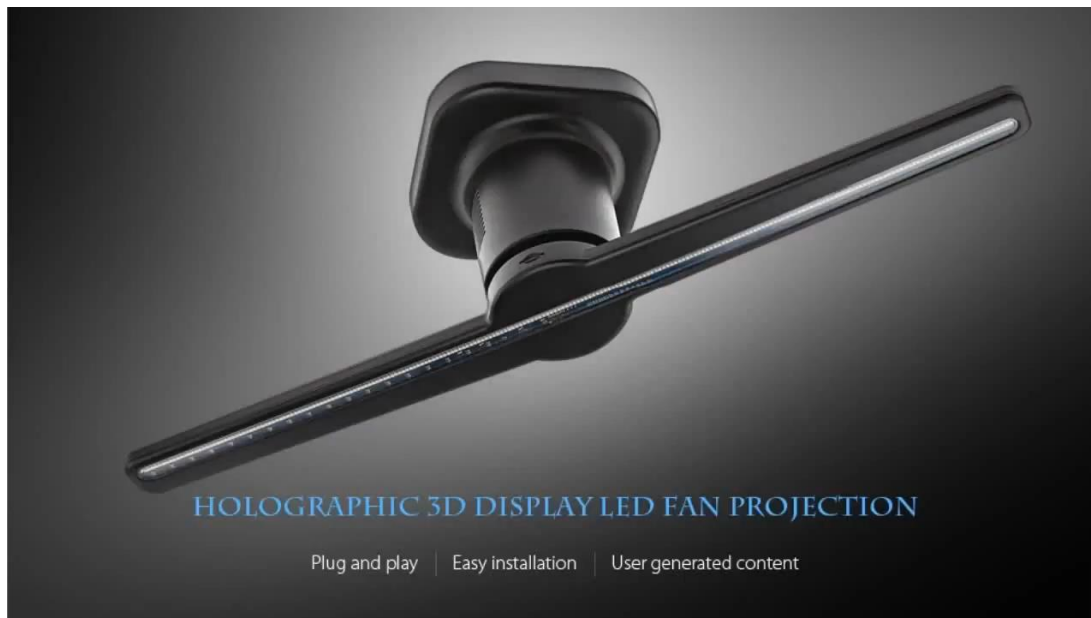 HOLOGRAPHIC 3D DISPLAY LED FAN PROJECTION
Plug and play | Easy installation | User generated content